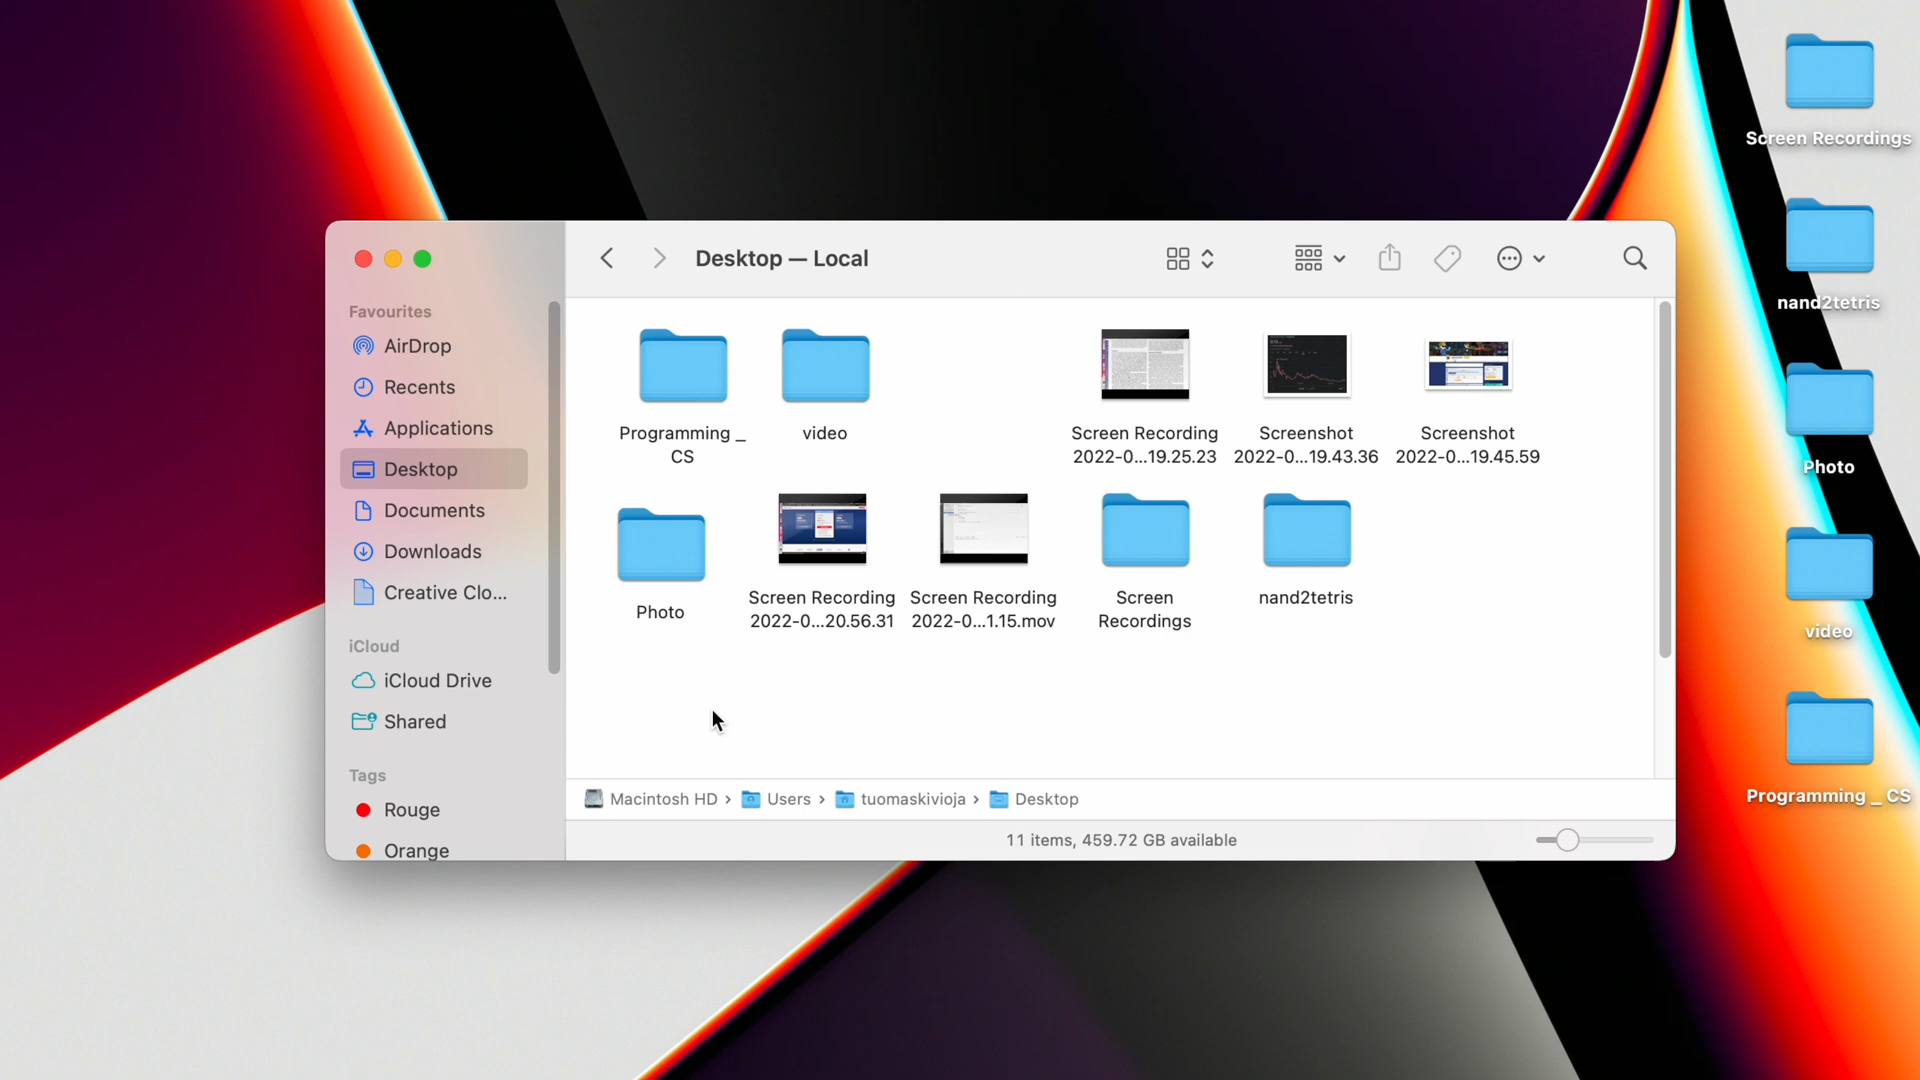 Desktop — Local
Favourites
AirDrop
Recents
Applications
Desktop
Documents
Downloads
Creative Clo...
iCloud
iCloud Drive
Shared
Tags
Rouge
Orange
Programming _
CS
video
Screen Recording
2022-0...19.25.23
Screenshot
2022-0...19.43.36
Screenshot
2022-0...19.45.59
Photo
Screen Recording
2022-0...20.56.31
Screen Recording
2022-0...1.15.mov
Screen
Recordings
nand2tetris
Macintosh HD › Users › tuomaskivioja › Desktop
11 items, 459.72 GB available
Screen Recordings
nand2tetris
Photo
video
Programming _ CS